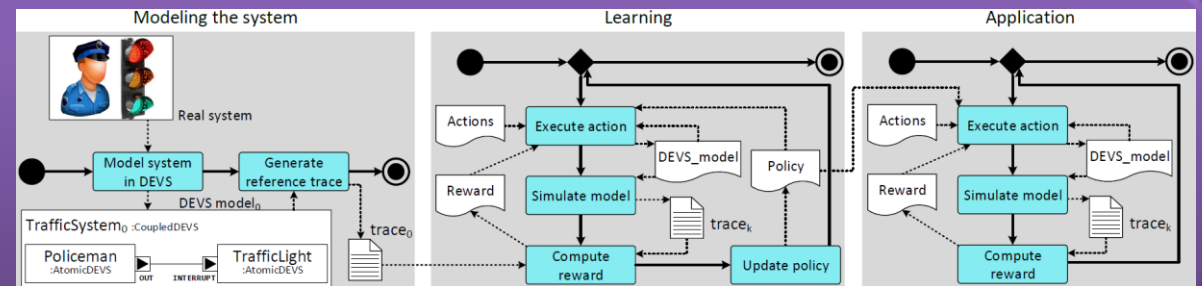 Modeling the system
Real system
Model system
in DEVS
Generate
reference trace
DEVS model₀
TrafficSystem₀ :CoupledDEVS
Policeman
:AtomicDEVS
OUT
INTERRUPT
TrafficLight
:AtomicDEVS
trace₀
Learning
Actions
Execute action
DEVS_model
Policy
Reward
Simulate model
traceₖ
Compute
reward
Update policy
Application
Actions
Execute action
DEVS_model
Reward
Simulate model
traceₖ
Compute
reward